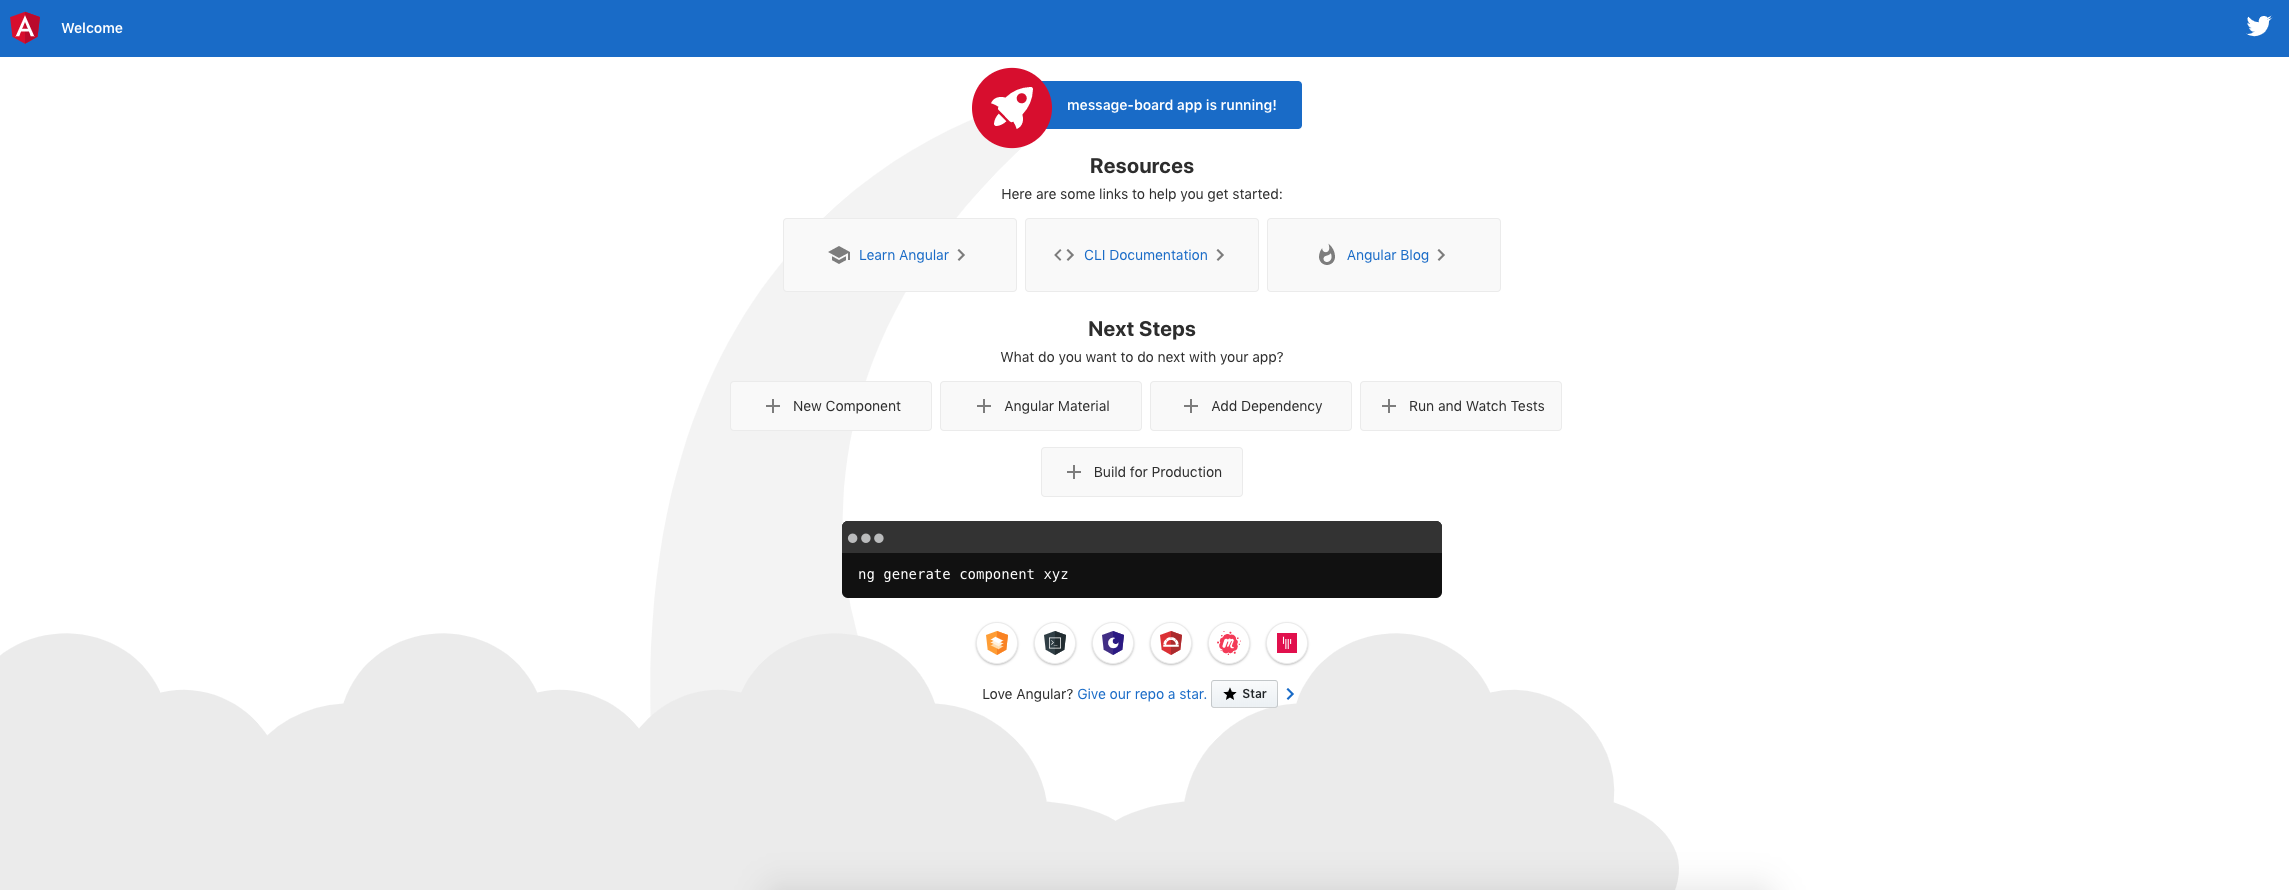 Welcome
message-board app is running!
Resources
Here are some links to help you get started:
Learn Angular
CLI Documentation
Angular Blog
Next Steps
What do you want to do next with your app?
New Component
Angular Material
Add Dependency
Run and Watch Tests
Build for Production
ng generate component xyz
Love Angular? Give our repo a star. Star